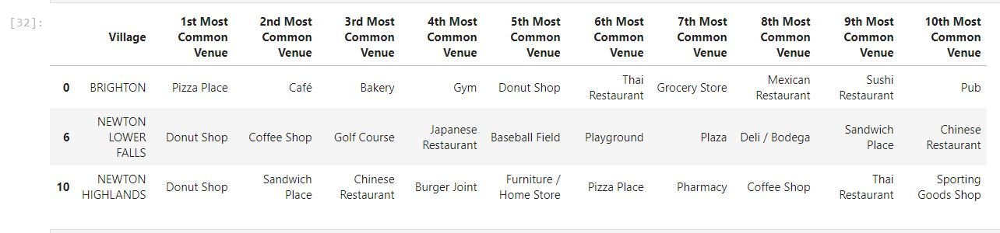 [32]:
Village 1st Most Common Venue 2nd Most Common Venue 3rd Most Common Venue 4th Most Common Venue 5th Most Common Venue 6th Most Common Venue 7th Most Common Venue 8th Most Common Venue 9th Most Common Venue 10th Most Common Venue
0 BRIGHTON Pizza Place Café Bakery Gym Donut Shop Thai Restaurant Grocery Store Mexican Restaurant Sushi Restaurant Pub
6 NEWTON LOWER FALLS Donut Shop Coffee Shop Golf Course Japanese Restaurant Baseball Field Playground Plaza Deli / Bodega Sandwich Place Chinese Restaurant
10 NEWTON HIGHLANDS Donut Shop Sandwich Place Chinese Restaurant Burger Joint Furniture / Home Store Pizza Place Pharmacy Coffee Shop Thai Restaurant Sporting Goods Shop